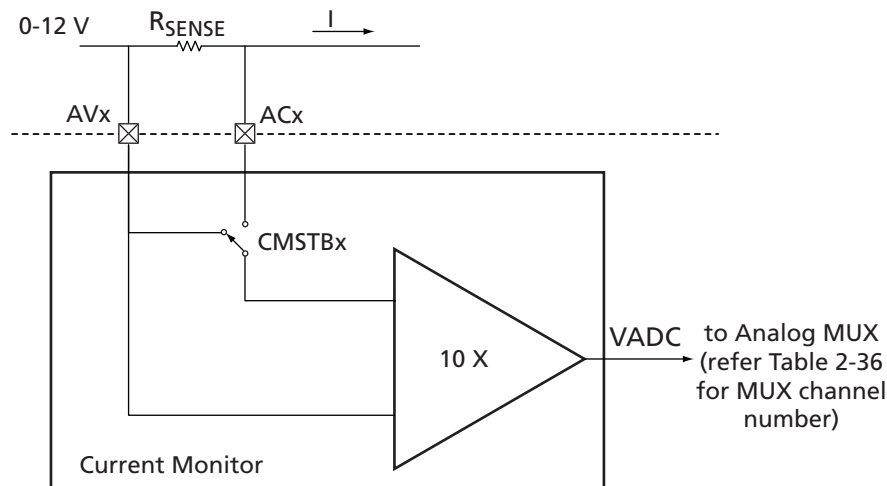 0-12 V
RSENSE
I
AVx
ACx
CMSTBx
10 X
VADC
to Analog MUX
(refer Table 2-36
for MUX channel
number)
Current Monitor